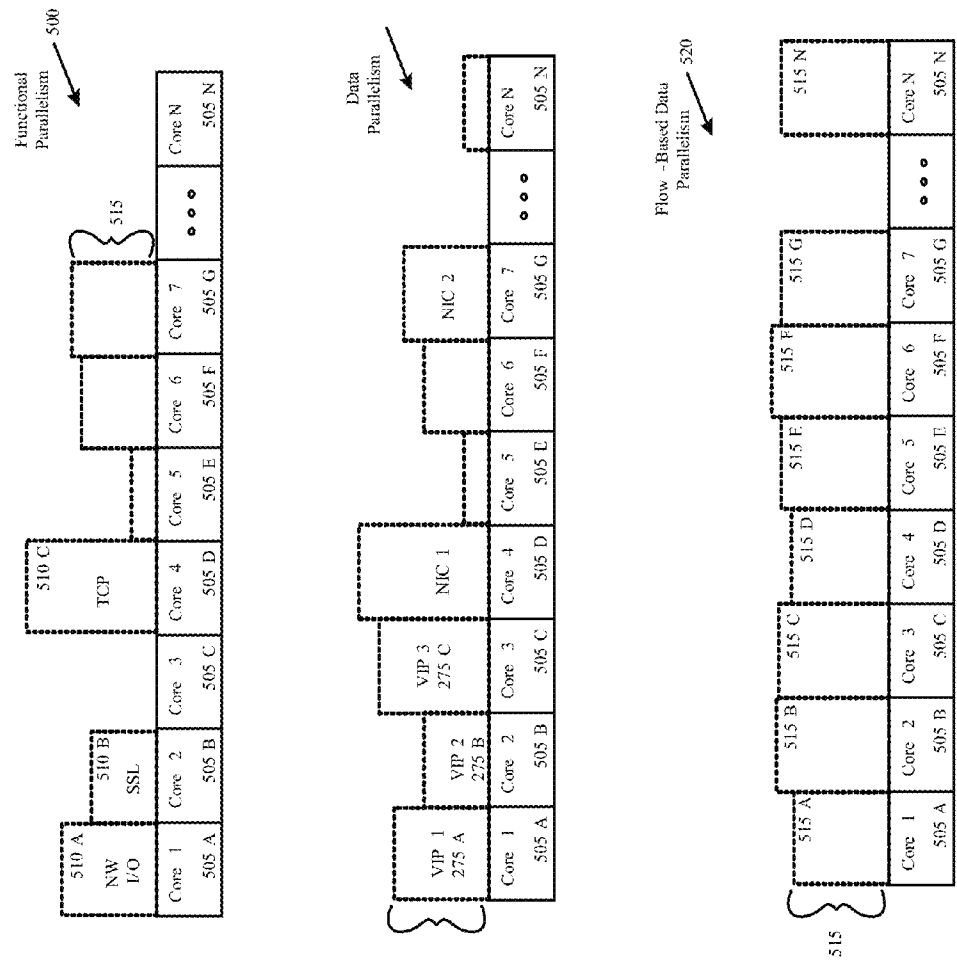 Functional
Parallelism
500
515
510 A
NW
I/O
510 B
SSL
510 C
TCP
Core 1
Core 2
Core 3
Core 4
Core 5
Core 6
Core 7
Core N
505 A
505 B
505 C
505 D
505 E
505 F
505 G
505 N
Data
Parallelism
VIP 1
275 A
VIP 2
275 B
VIP 3
275 C
NIC 1
NIC 2
Core 1
Core 2
Core 3
Core 4
Core 5
Core 6
Core 7
Core N
505 A
505 B
505 C
505 D
505 E
505 F
505 G
505 N
Flow -Based Data
Parallelism
520
515
515 A
515 B
515 C
515 D
515 E
515 F
515 G
515 N
Core 1
Core 2
Core 3
Core 4
Core 5
Core 6
Core 7
Core N
505 A
505 B
505 C
505 D
505 E
505 F
505 G
505 N